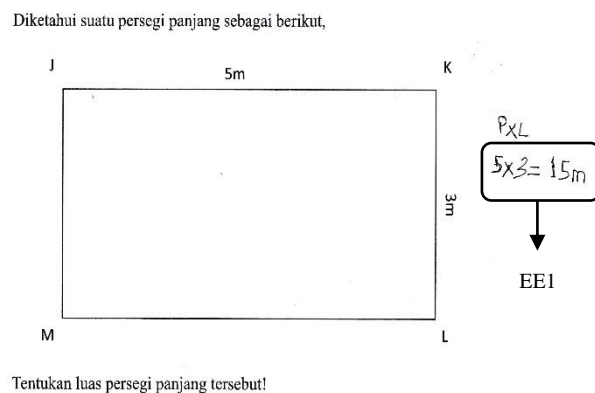 Diketahui suatu persegi panjang sebagai berikut,
J
5m
K
PXL
5x3= 15m
3m
EE1
M
L
Tentukan luas persegi panjang tersebut!